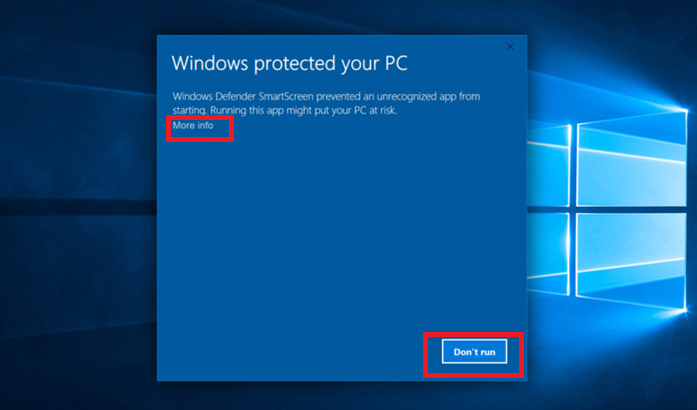 Windows protected your PC
Windows Defender SmartScreen prevented an unrecognized app from
starting. Running this app might put your PC at risk.
More info
Don't run